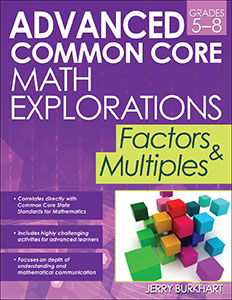 ADVANCED
GRADES
5–8
COMMON CORE
MATH
EXPLORATIONS
Factors &
Multiples
• Correlates directly with
Common Core State
Standards for Mathematics
• Includes highly challenging
activities for advanced learners
• Focuses on depth of
understanding and
mathematical communication
JERRY BURKHART